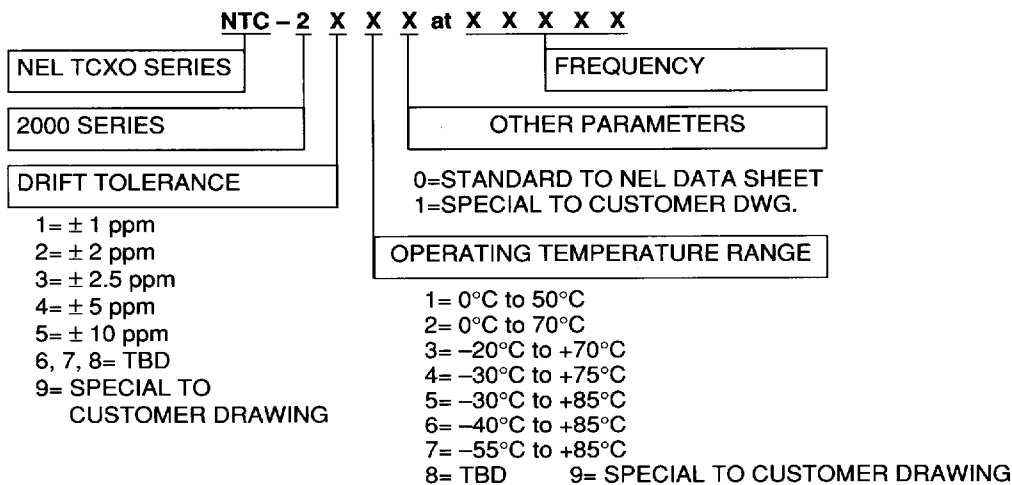 NTC – 2 X X X at X X X X X
NEL TCXO SERIES
FREQUENCY
2000 SERIES
OTHER PARAMETERS
DRIFT TOLERANCE
0=STANDARD TO NEL DATA SHEET
1=SPECIAL TO CUSTOMER DWG.
1= ± 1 ppm
2= ± 2 ppm
3= ± 2.5 ppm
4= ± 5 ppm
5= ± 10 ppm
6, 7, 8= TBD
9= SPECIAL TO
CUSTOMER DRAWING
OPERATING TEMPERATURE RANGE
1= 0°C to 50°C
2= 0°C to 70°C
3= –20°C to +70°C
4= –30°C to +75°C
5= –30°C to +85°C
6= –40°C to +85°C
7= –55°C to +85°C
8= TBD 9= SPECIAL TO CUSTOMER DRAWING